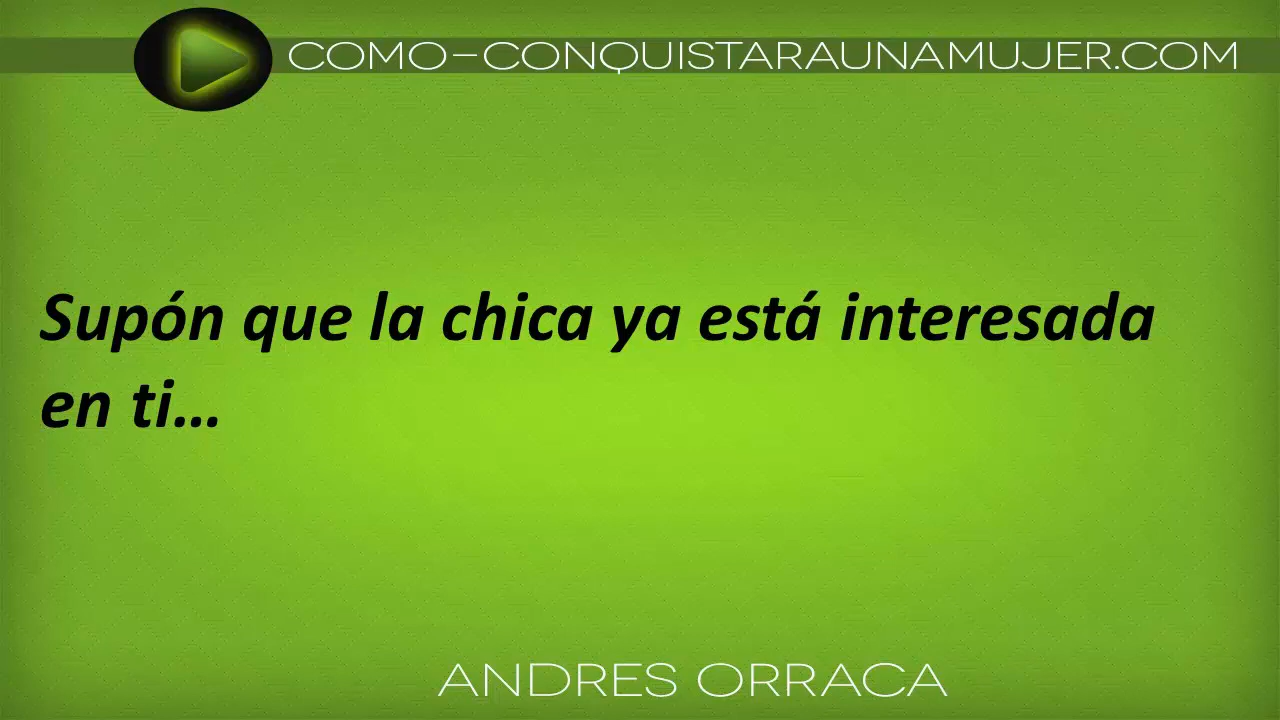 COMO-CONQUISTARAUNAMUJER.COM
Supón que la chica ya está interesada
en ti...
ANDRES ORRACA